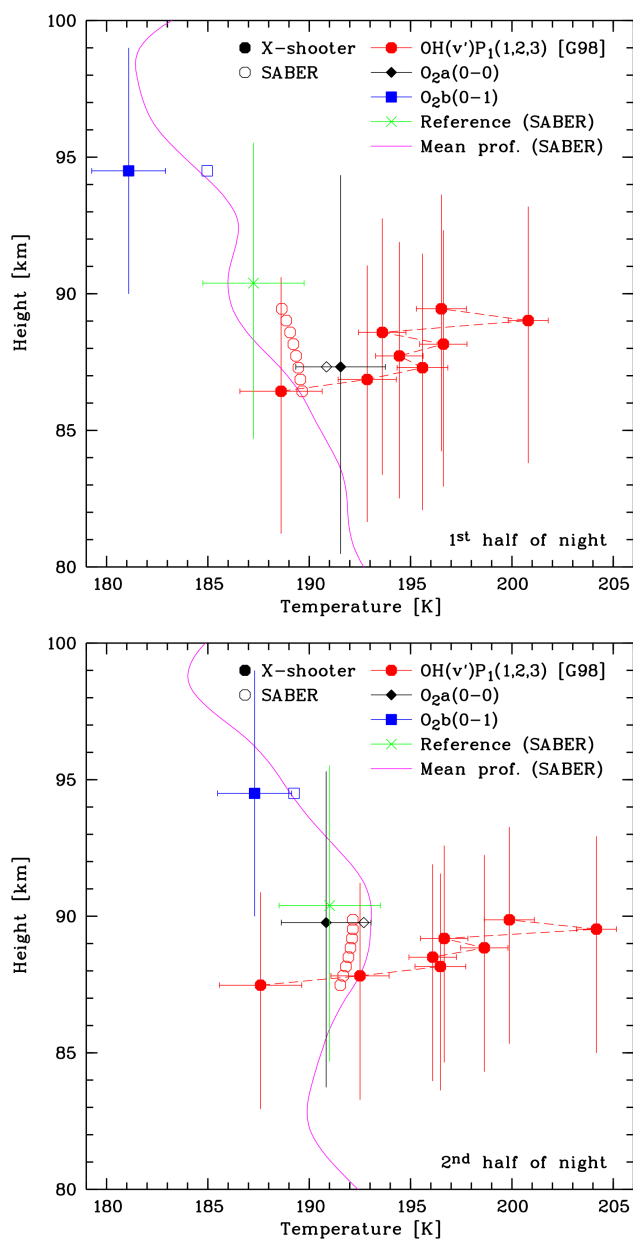 100
X-shooter
OH(v')P₁(1,2,3) [G98]
SABER
O₂a(0-0)
O₂b(0-1)
Reference (SABER)
Mean prof. (SABER)
95
90
85
80
Height [km]
1ˢᵗ half of night
180 185 190 195 200 205
Temperature [K]
100
X-shooter
OH(v')P₁(1,2,3) [G98]
SABER
O₂a(0-0)
O₂b(0-1)
Reference (SABER)
Mean prof. (SABER)
95
90
85
80
Height [km]
2ⁿᵈ half of night
180 185 190 195 200 205
Temperature [K]